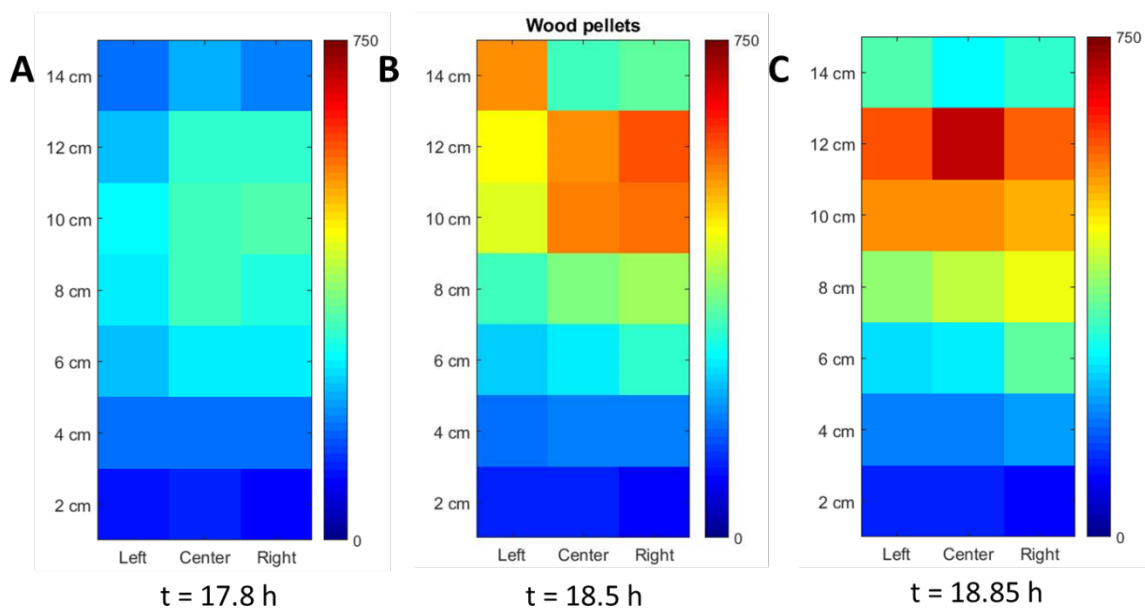 Wood pellets
A
14 cm
12 cm
10 cm
8 cm
6 cm
4 cm
2 cm
Left Center Right
750
0
t = 17.8 h
B
14 cm
12 cm
10 cm
8 cm
6 cm
4 cm
2 cm
Left Center Right
750
0
t = 18.5 h
C
14 cm
12 cm
10 cm
8 cm
6 cm
4 cm
2 cm
Left Center Right
750
0
t = 18.85 h